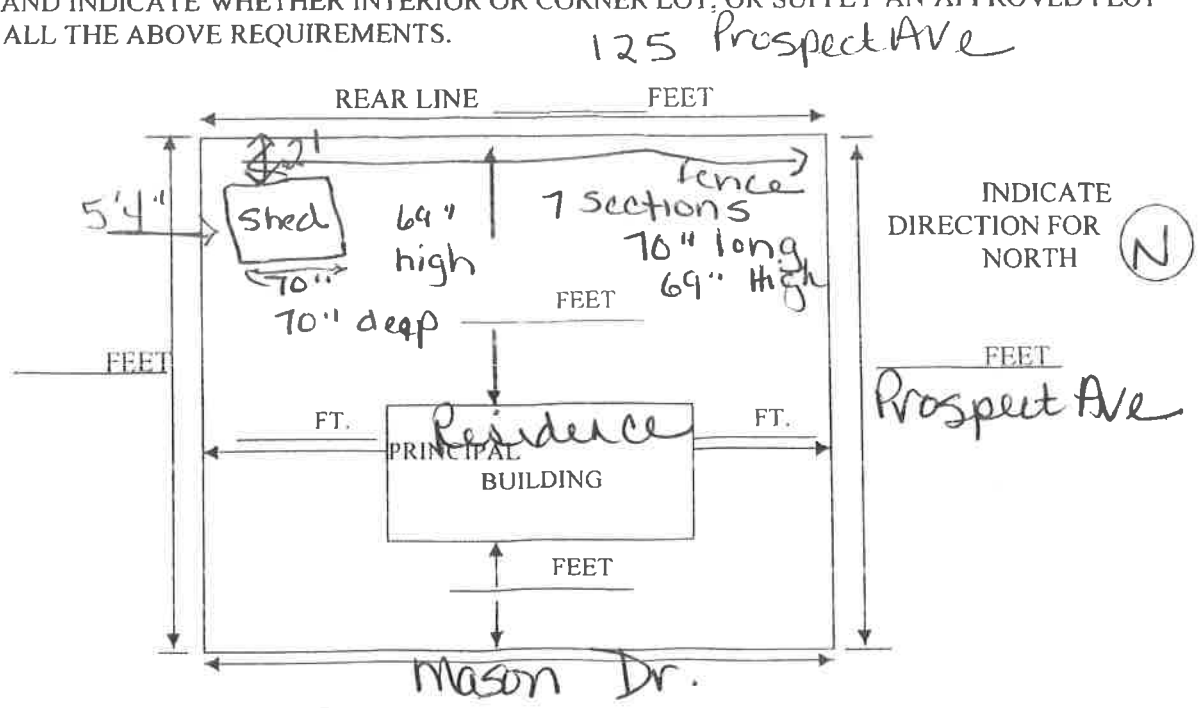 AND INDICATE WHETHER INTERIOR OR CORNER LOT, OR SUPPLY AN APPROVED PLOT
ALL THE ABOVE REQUIREMENTS.
125 Prospect Ave
REAR LINE ______ FEET
2'
fence
5'4"
Shed
69"
high
7 Sections
70" long
69" High
70"
70" deep
INDICATE
DIRECTION FOR
NORTH
N
FEET
FEET
FEET
Prospect Ave
FT.
Residence
FT.
PRINCIPAL
BUILDING
FEET
Mason Dr.